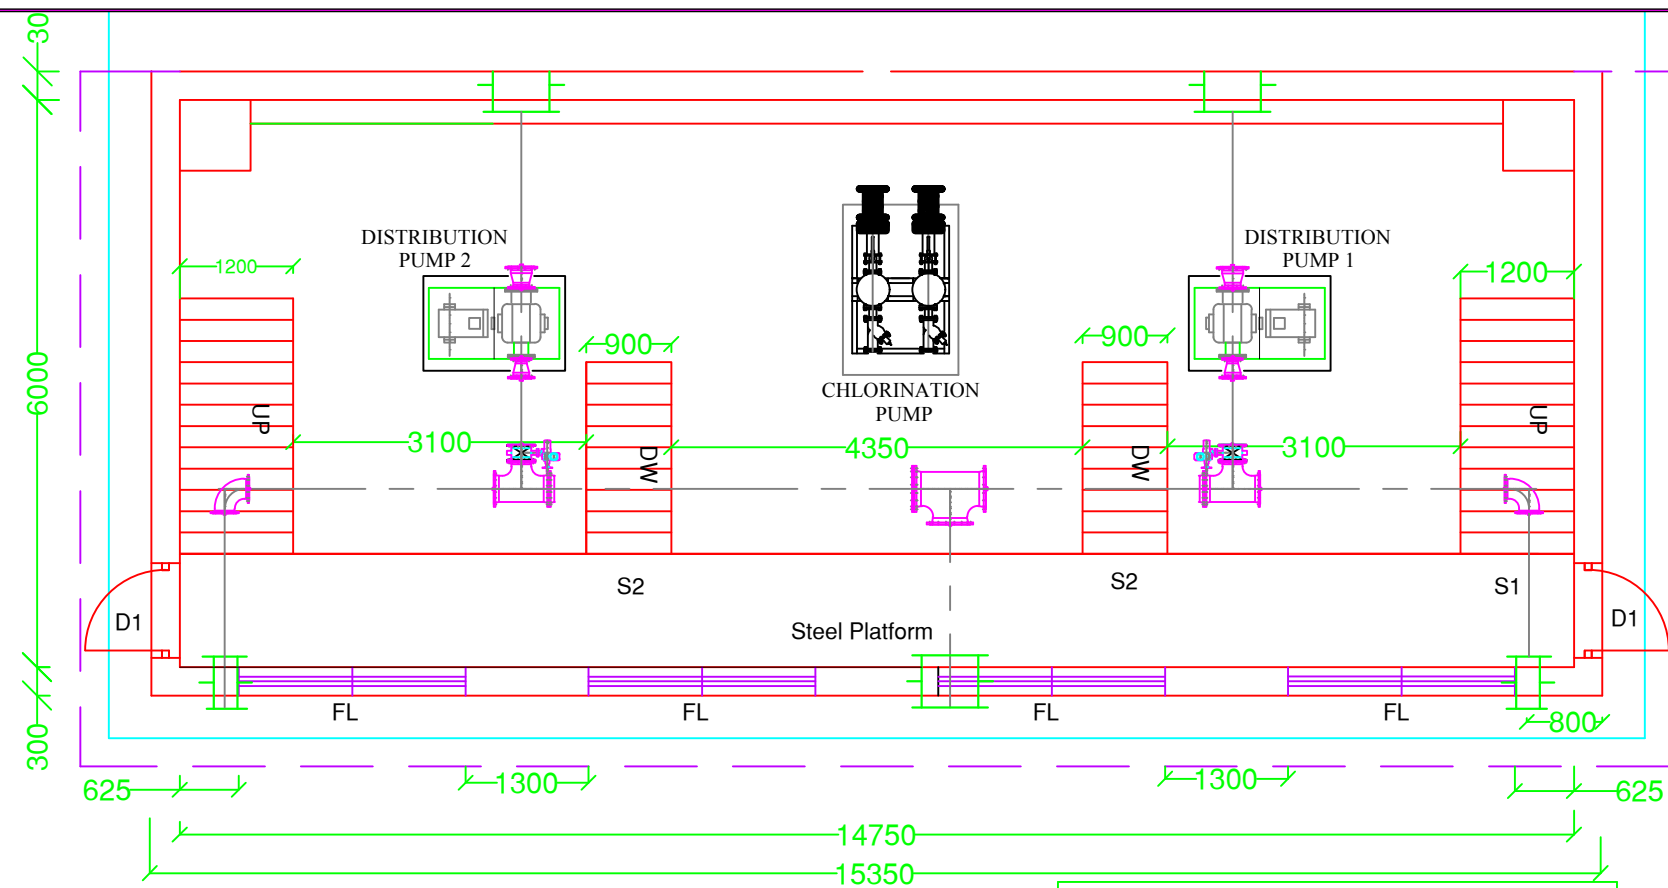 30
DISTRIBUTION
PUMP 2
DISTRIBUTION
PUMP 1
1200
1200
900
900
6000
CHLORINATION
PUMP
UP
UP
3100
4350
3100
DW
DW
S2
S2
S1
D1
Steel Platform
D1
FL
FL
FL
FL
800
300
625
1300
1300
625
14750
15350